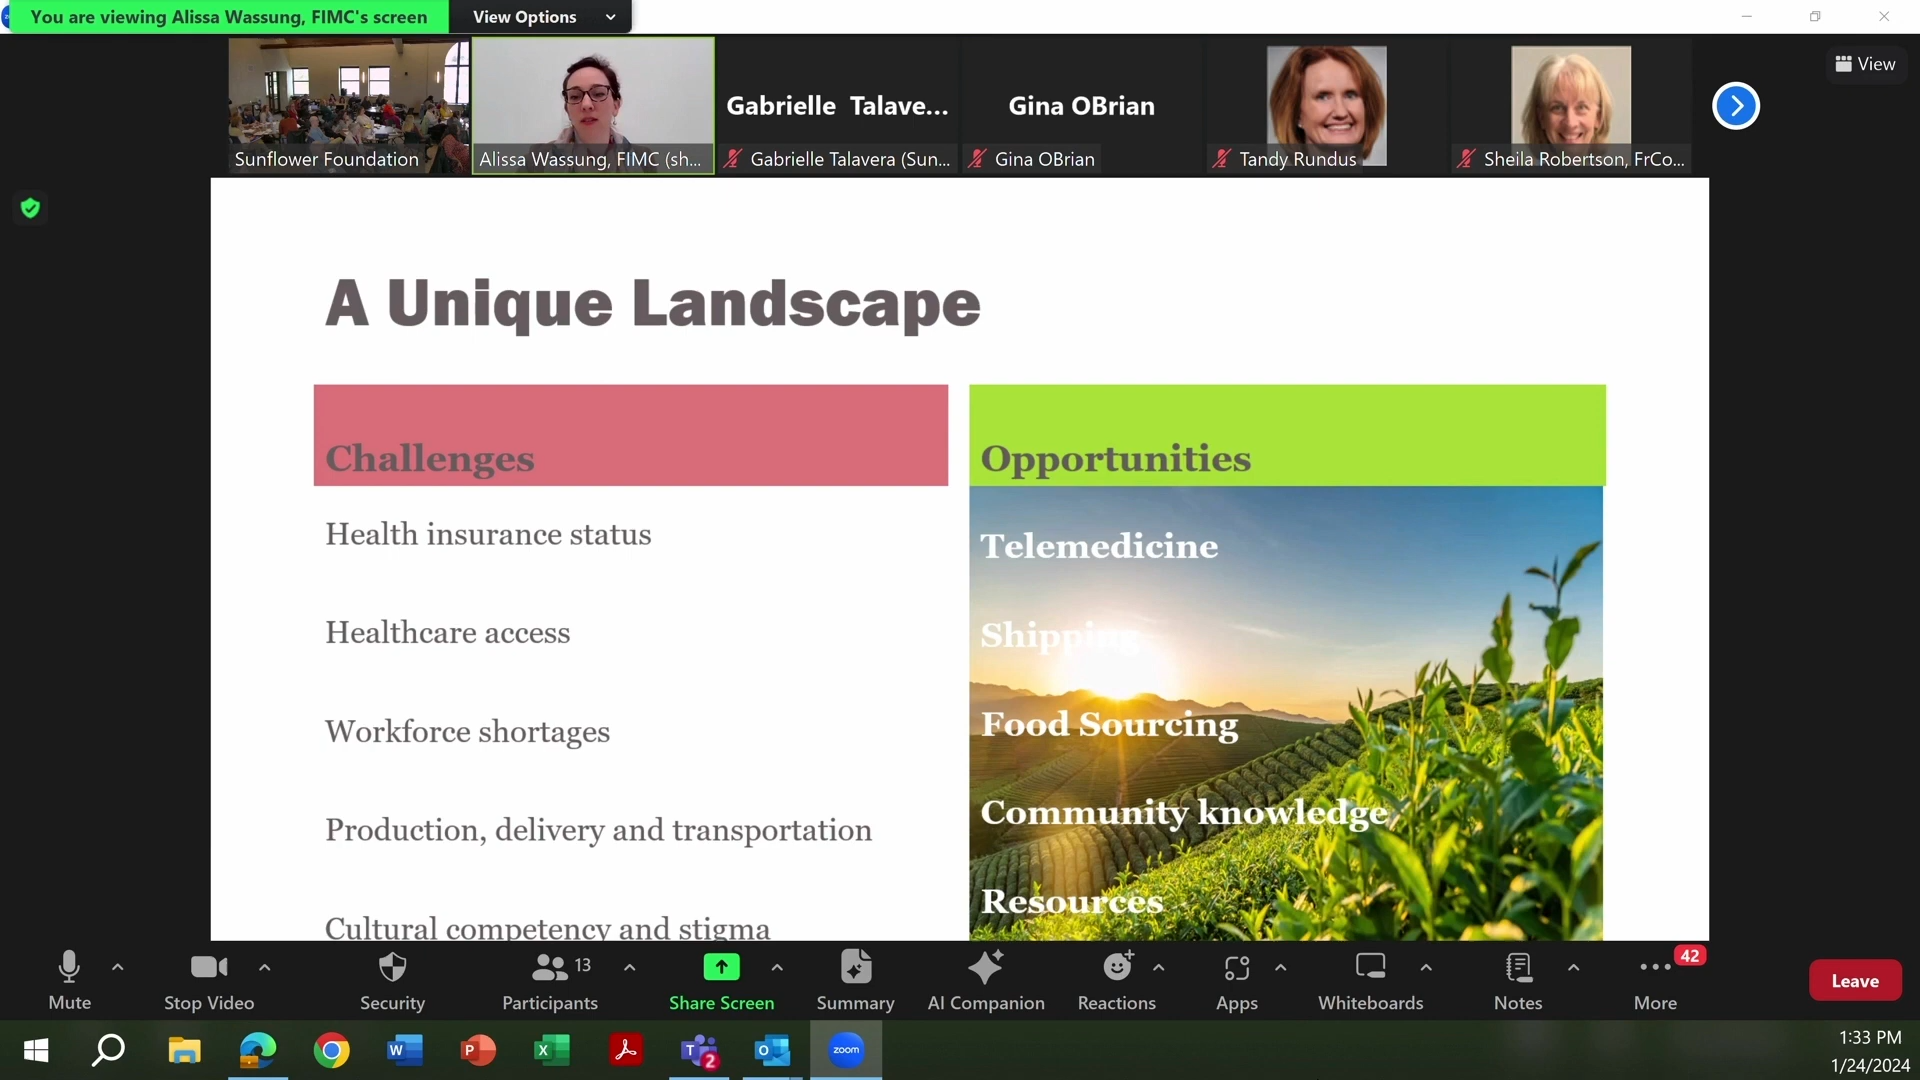 You are viewing Alissa Wassung, FIMC's screen
View Options
View
Gabrielle Talave...
Gina OBrian
Sunflower Foundation
Alissa Wassung, FIMC (sh...
Gabrielle Talavera (Sun...
Gina OBrian
Tandy Rundus
Sheila Robertson, FrCo...
A Unique Landscape
Challenges
Health insurance status
Healthcare access
Workforce shortages
Production, delivery and transportation
Cultural competency and stigma
Opportunities
Telemedicine
Shipping
Food Sourcing
Community knowledge
Resources
Mute
Stop Video
Security
13
Participants
Share Screen
Summary
AI Companion
Reactions
Apps
Whiteboards
Notes
42
More
Leave
W
P
X
T
2
O
zoom
1:33 PM
1/24/2024